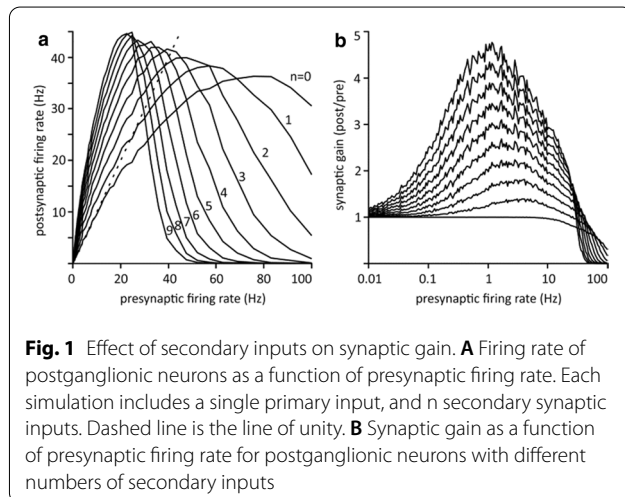 a
b
postsynaptic firing rate (Hz)
40
30
20
10
0
20
40
60
80
100
presynaptic firing rate (Hz)
n=0
1
2
3
4
5
6
7
8
9
synaptic gain (post/pre)
5
4
3
2
1
0.01
0.1
1
10
100
presynaptic firing rate (Hz)
Fig. 1 Effect of secondary inputs on synaptic gain. A Firing rate of
postganglionic neurons as a function of presynaptic firing rate. Each
simulation includes a single primary input, and n secondary synaptic
inputs. Dashed line is the line of unity. B Synaptic gain as a function
of presynaptic firing rate for postganglionic neurons with different
numbers of secondary inputs